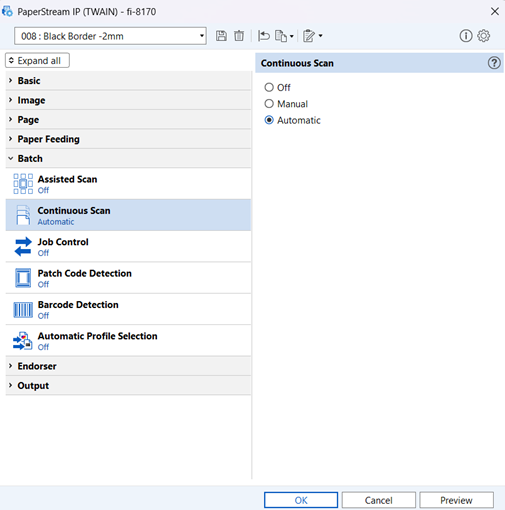 PaperStream IP (TWAIN) - fi-8170
008 : Black Border -2mm
Expand all
Basic
Image
Page
Paper Feeding
Batch
Assisted Scan
Off
Continuous Scan
Automatic
Job Control
Off
Patch Code Detection
Off
Barcode Detection
Off
Automatic Profile Selection
Off
Endorser
Output
Continuous Scan
Off
Manual
Automatic
OK
Cancel
Preview